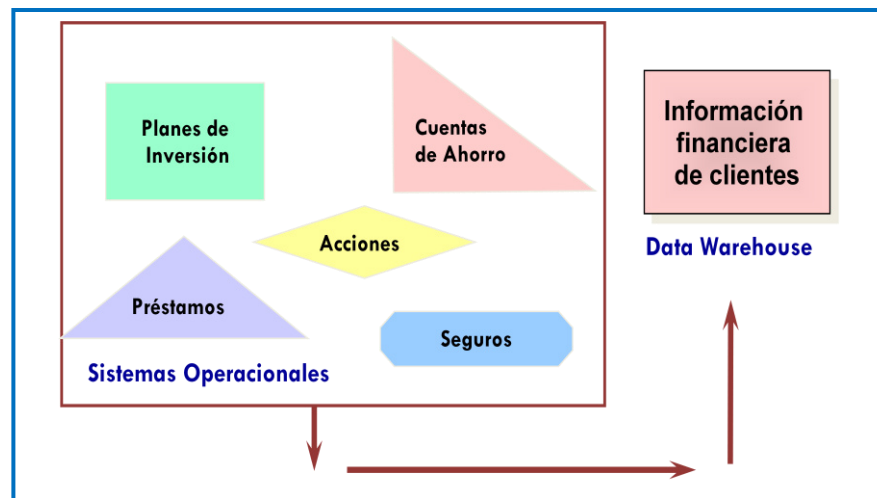 Planes de
Inversión
Cuentas
de Ahorro
Información
financiera
de clientes
Acciones
Data Warehouse
Préstamos
Seguros
Sistemas Operacionales